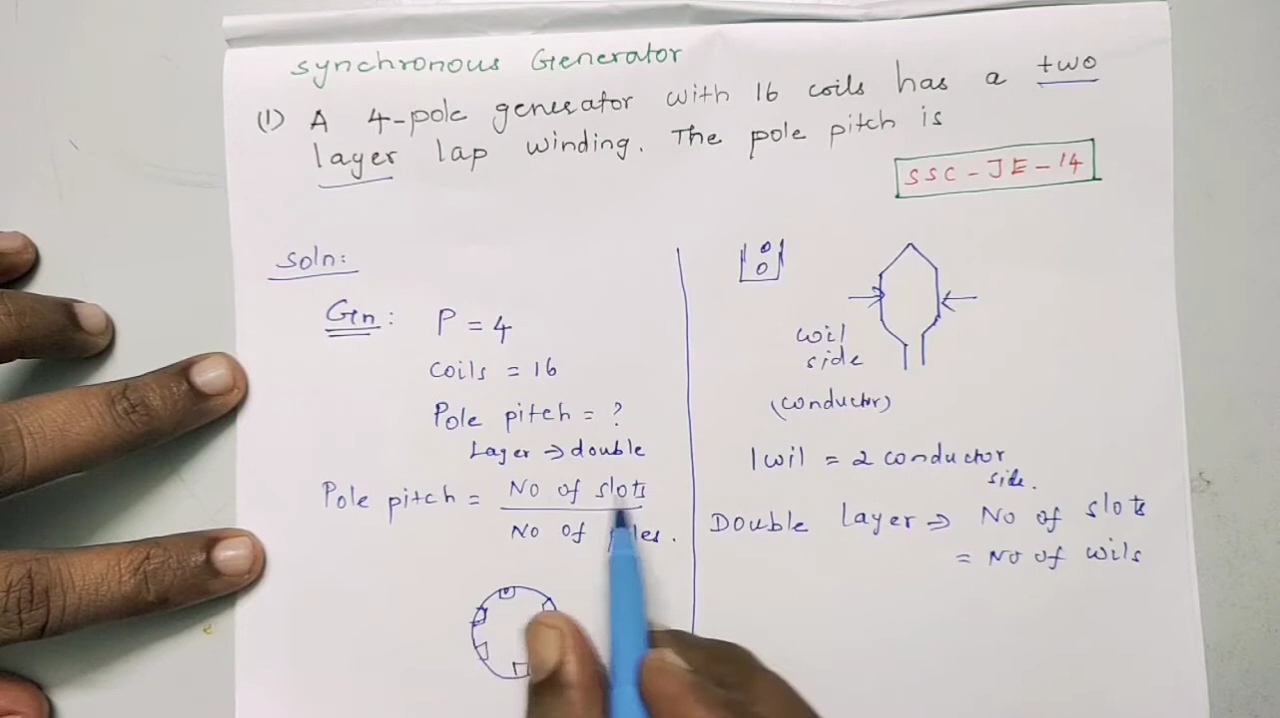 Synchronous Generator
(1) A 4-pole generator with 16 coils has a two
layer lap winding. The pole pitch is
SSC - JE - 14
Soln:
Gn: P = 4
coils = 16
Pole pitch = ?
Layer → double
Pole pitch = No of slots
No of
coil
side
(conductor)
1 coil = 2 conductor
side.
Double layer ⇒ No of slots
= No of coils